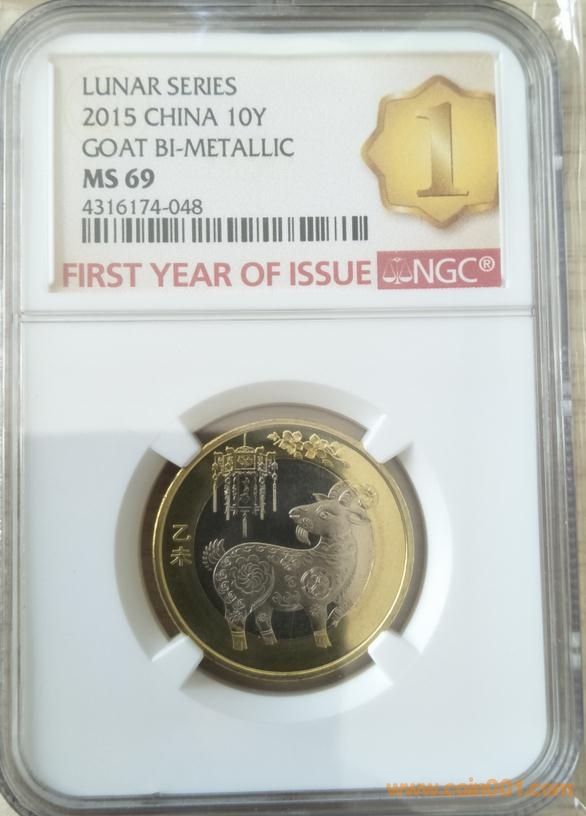 LUNAR SERIES
2015 CHINA 10Y
GOAT BI-METALLIC
MS 69
4316174-048
1
FIRST YEAR OF ISSUE NGC®
乙未
www.coin001.com